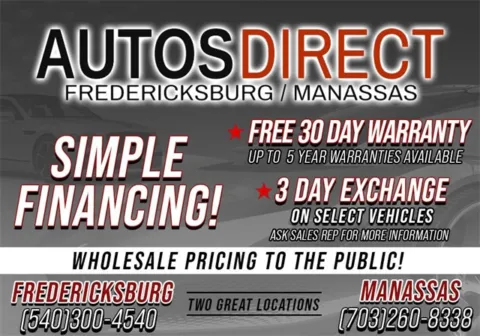 AUTOSDIRECT
FREDERICKSBURG / MANASSAS
SIMPLE
FINANCING!
★ FREE 30 DAY WARRANTY
UP TO 5 YEAR WARRANTIES AVAILABLE
★ 3 DAY EXCHANGE
ON SELECT VEHICLES
ASK SALES REP FOR MORE INFORMATION
WHOLESALE PRICING TO THE PUBLIC!
FREDERICKSBURG
(540)300-4540
TWO GREAT LOCATIONS
MANASSAS
(703)260-8338